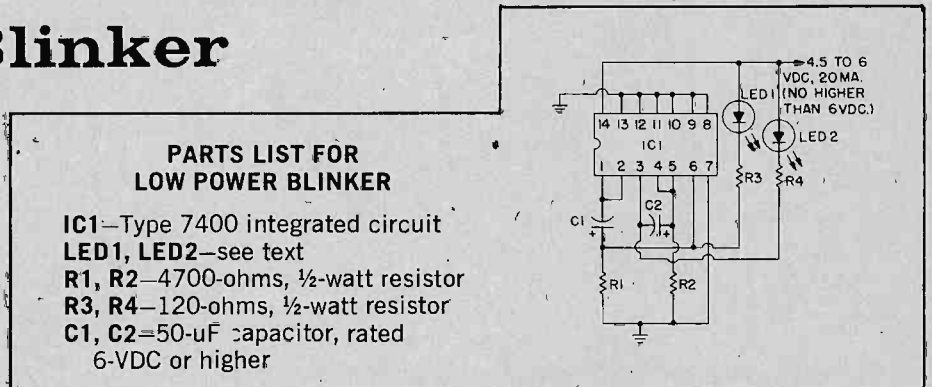 Blinker
PARTS LIST FOR
LOW POWER BLINKER
IC1—Type 7400 integrated circuit
LED1, LED2—see text
R1, R2—4700-ohms, ½-watt resistor
R3, R4—120-ohms, ½-watt resistor
C1, C2=50-uF capacitor, rated
6-VDC or higher
4.5 TO 6
VDC, 20MA.
(NO HIGHER
THAN 6VDC.)
LED1
LED2
14 13 12 11 10 9 8
IC1
1 2 3 4 5 6 7
R3
R4
C1
C2
+
+
R1
R2